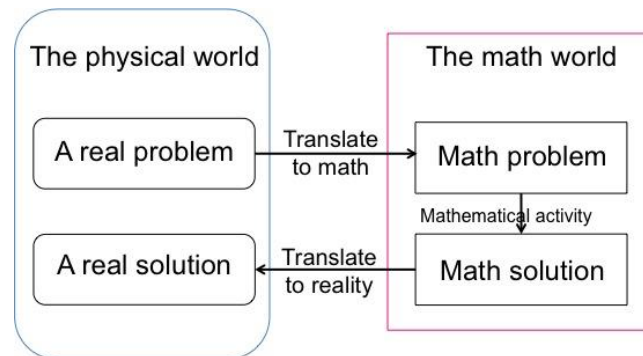 The physical world
The math world
A real problem
Translate
to math
Math problem
Mathematical activity
A real solution
Translate
to reality
Math solution